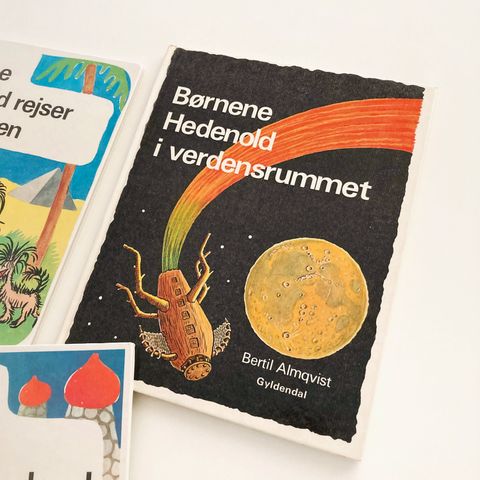 e
d rejser
en
Børnene
Hedenold
i verdensrummet
Bertil Almqvist
Gyldendal